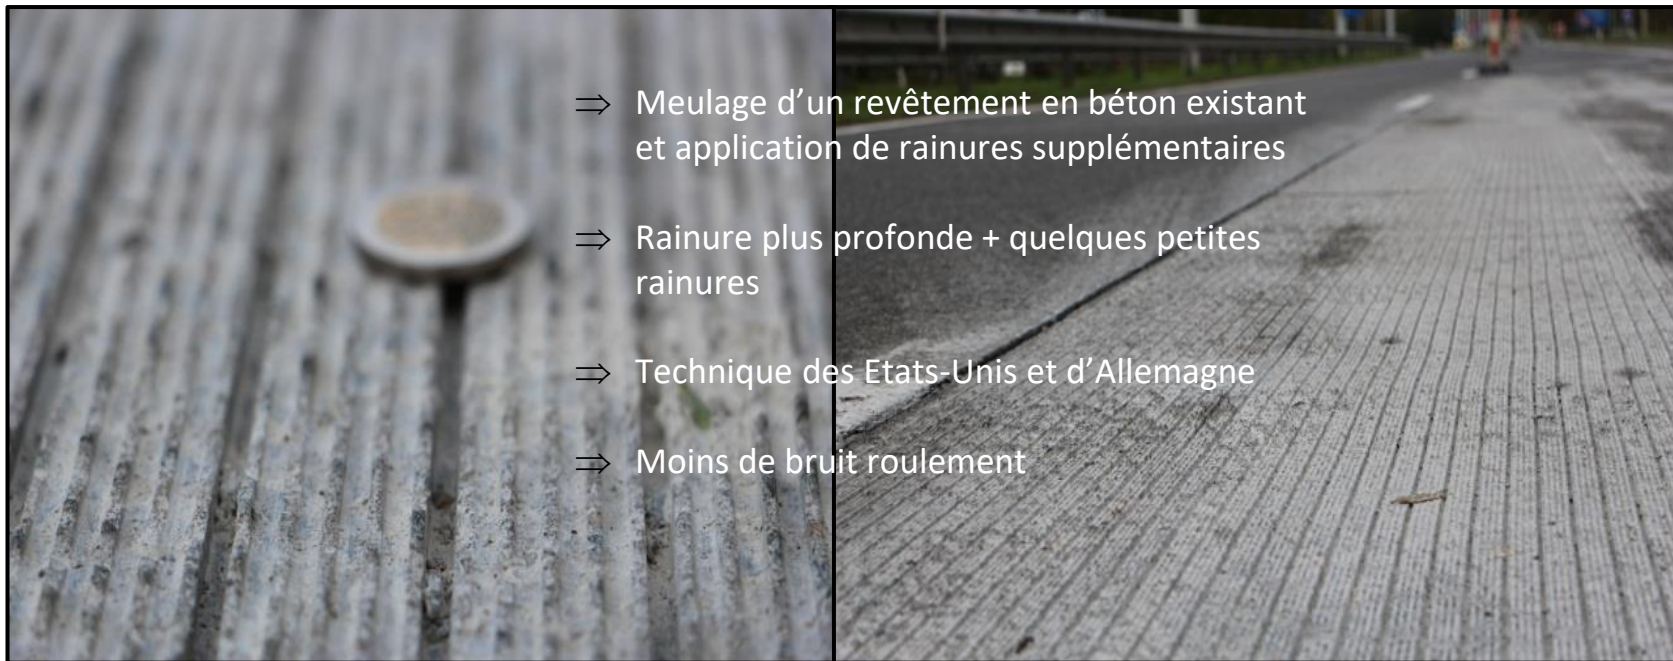 ⇒ Meulage d’un revêtement en béton existant
et application de rainures supplémentaires
⇒ Rainure plus profonde + quelques petites
rainures
⇒ Technique des Etats-Unis et d’Allemagne
⇒ Moins de bruit roulement